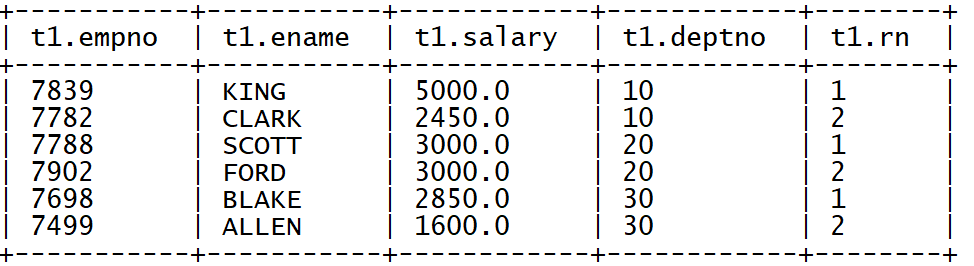 +-----------+-----------+------------+------------+--------+
| t1.empno | t1.ename | t1.salary | t1.deptno | t1.rn |
+-----------+-----------+------------+------------+--------+
| 7839 | KING | 5000.0 | 10 | 1 |
| 7782 | CLARK | 2450.0 | 10 | 2 |
| 7788 | SCOTT | 3000.0 | 20 | 1 |
| 7902 | FORD | 3000.0 | 20 | 2 |
| 7698 | BLAKE | 2850.0 | 30 | 1 |
| 7499 | ALLEN | 1600.0 | 30 | 2 |
+-----------+-----------+------------+------------+--------+